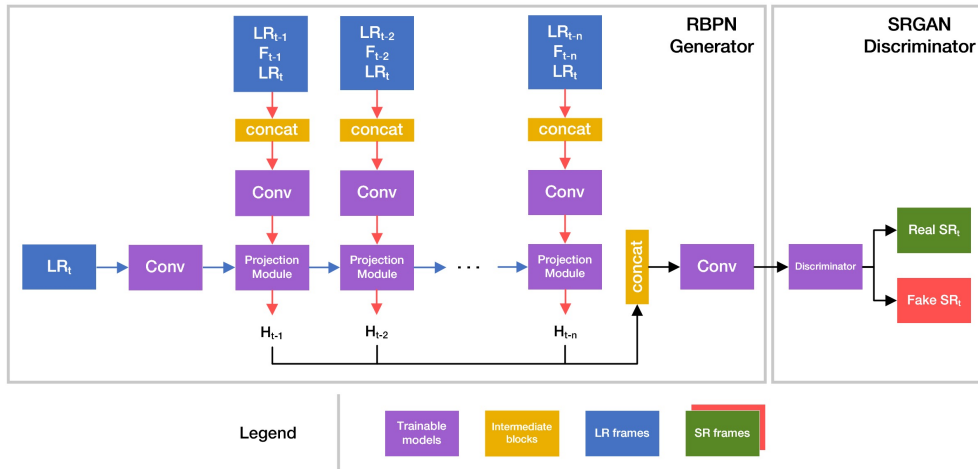 RBPN
Generator
SRGAN
Discriminator
LRt-1
Ft-1
LRt
LRt-2
Ft-2
LRt
LRt-n
Ft-n
LRt
concat
concat
concat
Conv
Conv
Conv
LRt
Conv
Projection
Module
Projection
Module
...
Projection
Module
concat
Conv
Discriminator
Real SRt
Fake SRt
Ht-1
Ht-2
Ht-n
Legend
Trainable
models
Intermediate
blocks
LR frames
SR frames